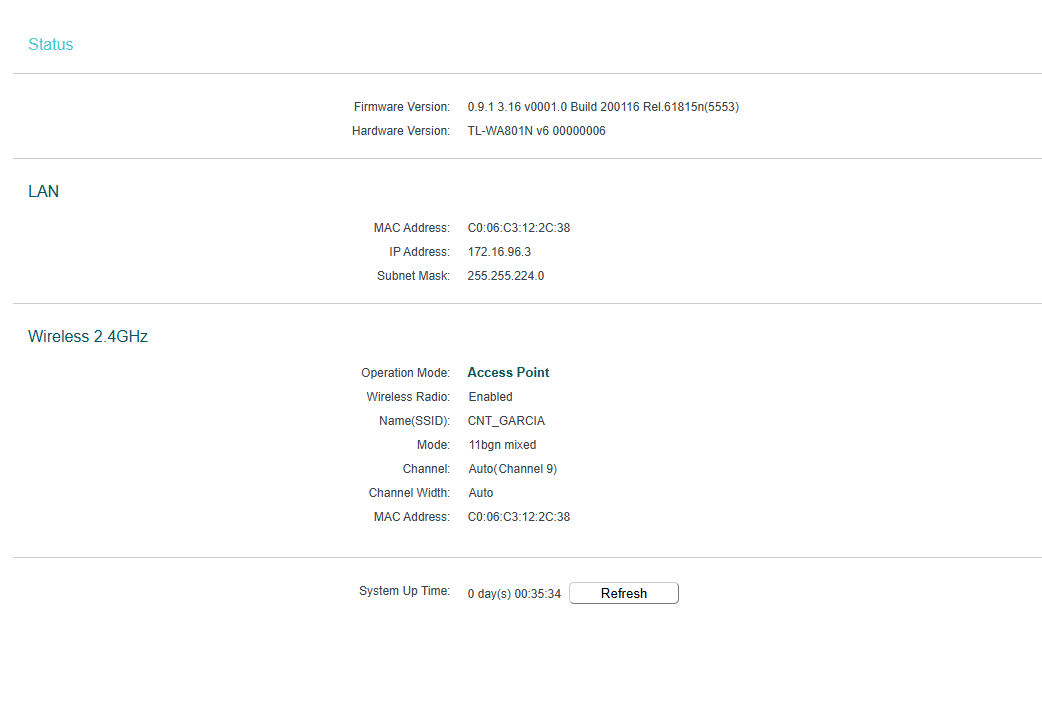 Status
Firmware Version: 0.9.1 3.16 v0001.0 Build 200116 Rel.61815n(5553)
Hardware Version: TL-WA801N v6 00000006
LAN
MAC Address: C0:06:C3:12:2C:38
IP Address: 172.16.96.3
Subnet Mask: 255.255.224.0
Wireless 2.4GHz
Operation Mode: Access Point
Wireless Radio: Enabled
Name(SSID): CNT_GARCIA
Mode: 11bgn mixed
Channel: Auto(Channel 9)
Channel Width: Auto
MAC Address: C0:06:C3:12:2C:38
System Up Time: 0 day(s) 00:35:34 Refresh